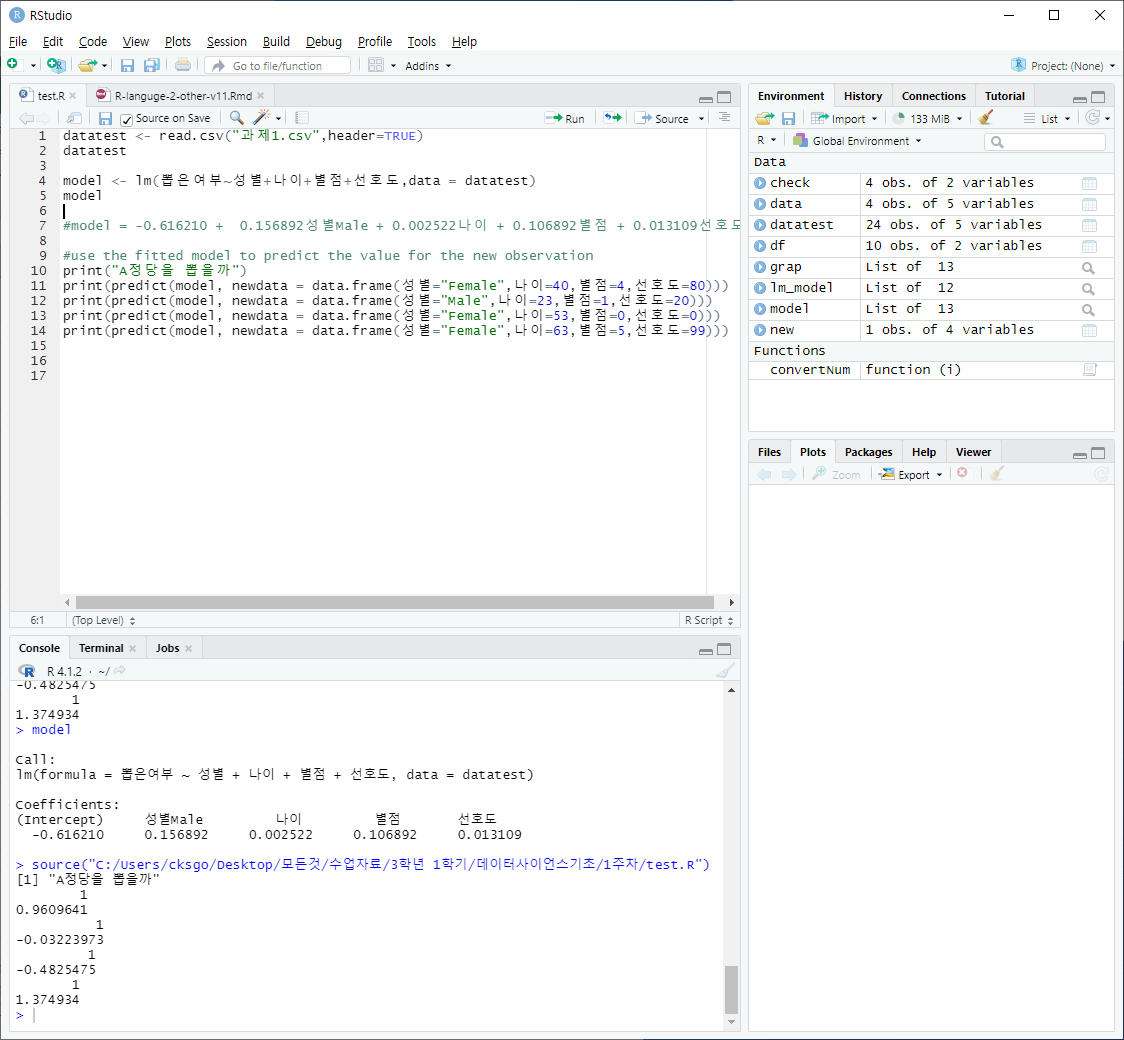 RStudio
File Edit Code View Plots Session Build Debug Profile Tools Help
Go to file/function Addins Project: (None)
test.R R-languge-2-other-v11.Rmd
Source on Save Run Source
1 datatest <- read.csv("과제1.csv",header=TRUE)
2 datatest
3
4 model <- lm(뽑은여부~성별+나이+별점+선호도,data = datatest)
5 model
6
7 #model = -0.616210 +  0.156892성별Male + 0.002522나이 + 0.106892별점 + 0.013109선호도
8
9 #use the fitted model to predict the value for the new observation
10 print("A정당을 뽑을까")
11 print(predict(model, newdata = data.frame(성별="Female",나이=40,별점=4,선호도=80)))
12 print(predict(model, newdata = data.frame(성별="Male",나이=23,별점=1,선호도=20)))
13 print(predict(model, newdata = data.frame(성별="Female",나이=53,별점=0,선호도=0)))
14 print(predict(model, newdata = data.frame(성별="Female",나이=63,별점=5,선호도=99)))
15
16
17
6:1 (Top Level) R Script
Console Terminal Jobs
R 4.1.2 · ~/
-0.4825475
1
1.374934
> model
Call:
lm(formula = 뽑은여부 ~ 성별 + 나이 + 별점 + 선호도, data = datatest)
Coefficients:
(Intercept) 성별Male 나이 별점 선호도
-0.616210 0.156892 0.002522 0.106892 0.013109
> source("C:/Users/cksgo/Desktop/모든것/수업자료/3학년 1학기/데이터사이언스기초/1주차/test.R")
[1] "A정당을 뽑을까"
1
0.9609641
1
-0.03223973
1
-0.4825475
1
1.374934
>
Environment History Connections Tutorial
Import 133 MiB List
R Global Environment
Data
check 4 obs. of 2 variables
data 4 obs. of 5 variables
datatest 24 obs. of 5 variables
df 10 obs. of 2 variables
grap List of  13
lm_model List of  12
model List of  13
new 1 obs. of 4 variables
Functions
convertNum function (i)
Files Plots Packages Help Viewer
Zoom Export